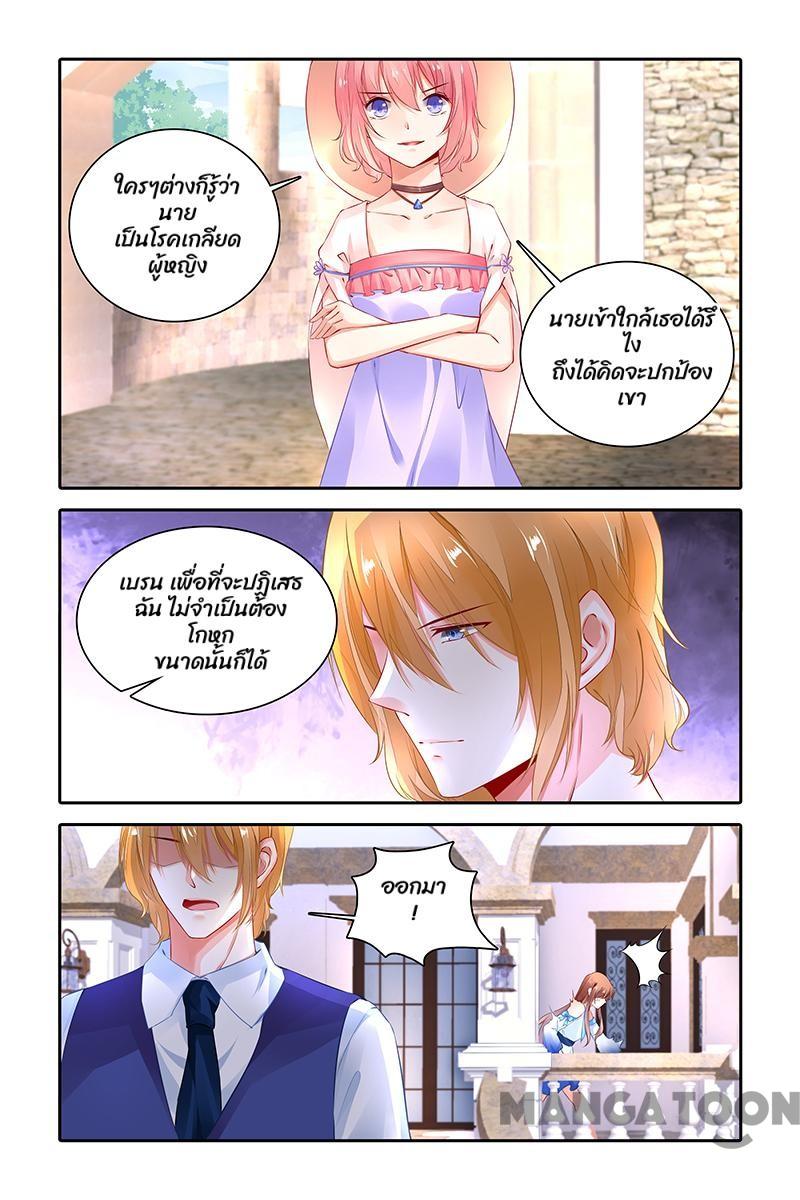 ใครๆต่างก็รู้ว่า
นาย
เป็นโรคเกลียด
ผู้หญิง
นายเข้าใกล้เธอได้รึ
ไง
ถึงได้คิดจะปกป้อง
เขา
เบรน เพื่อที่จะปฏิเสธ
ฉัน ไม่จำเป็นต้อง
โกหก
ขนาดนั้นก็ได้
ออกมา
!
MANGATOON